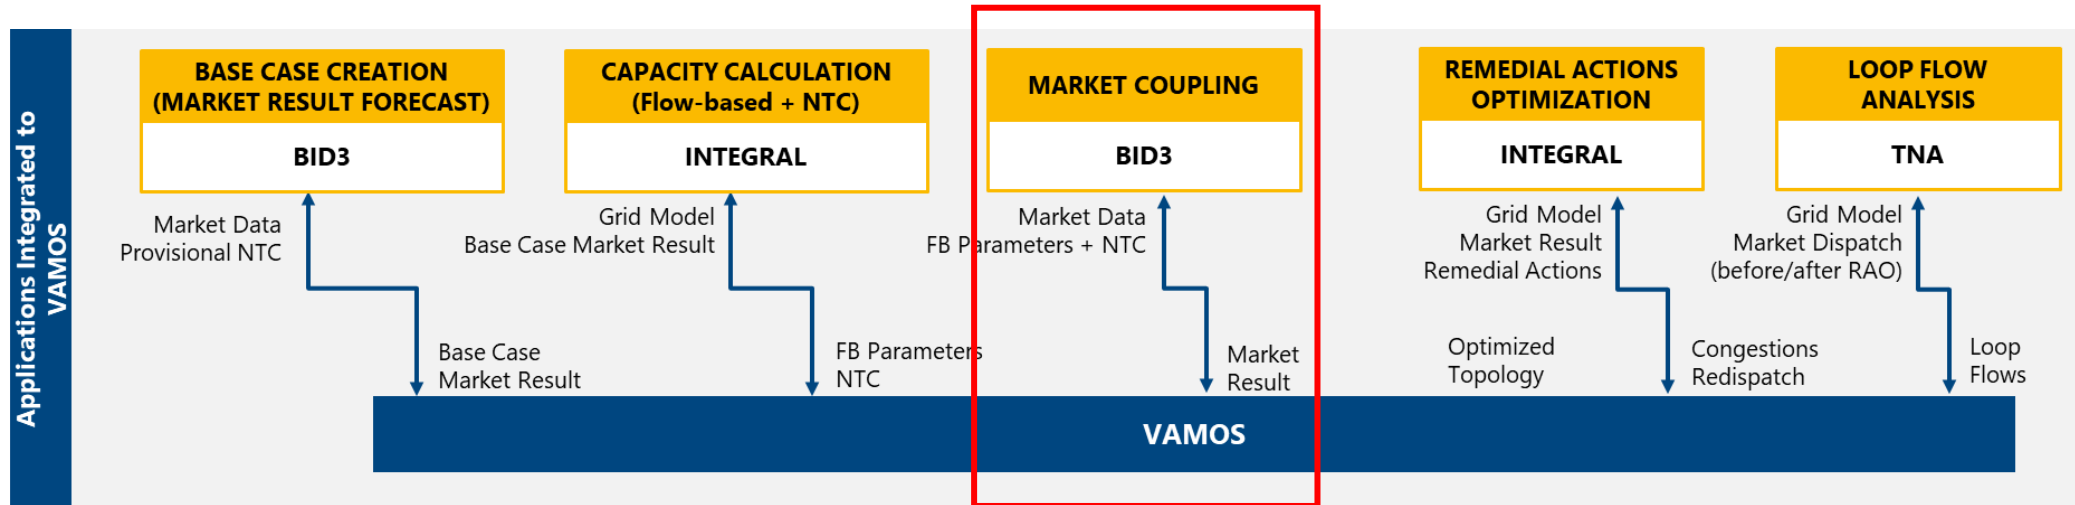 Applications Integrated to
VAMOS
BASE CASE CREATION
(MARKET RESULT FORECAST)
BID3
Market Data
Provisional NTC
Base Case
Market Result
CAPACITY CALCULATION
(Flow-based + NTC)
INTEGRAL
Grid Model
Base Case Market Result
FB Parameters
NTC
MARKET COUPLING
BID3
Market Data
FB Parameters + NTC
Market
Result
REMEDIAL ACTIONS
OPTIMIZATION
INTEGRAL
Grid Model
Market Result
Remedial Actions
Optimized
Topology
Congestions
Redispatch
LOOP FLOW
ANALYSIS
TNA
Grid Model
Market Dispatch
(before/after RAO)
Loop
Flows
VAMOS